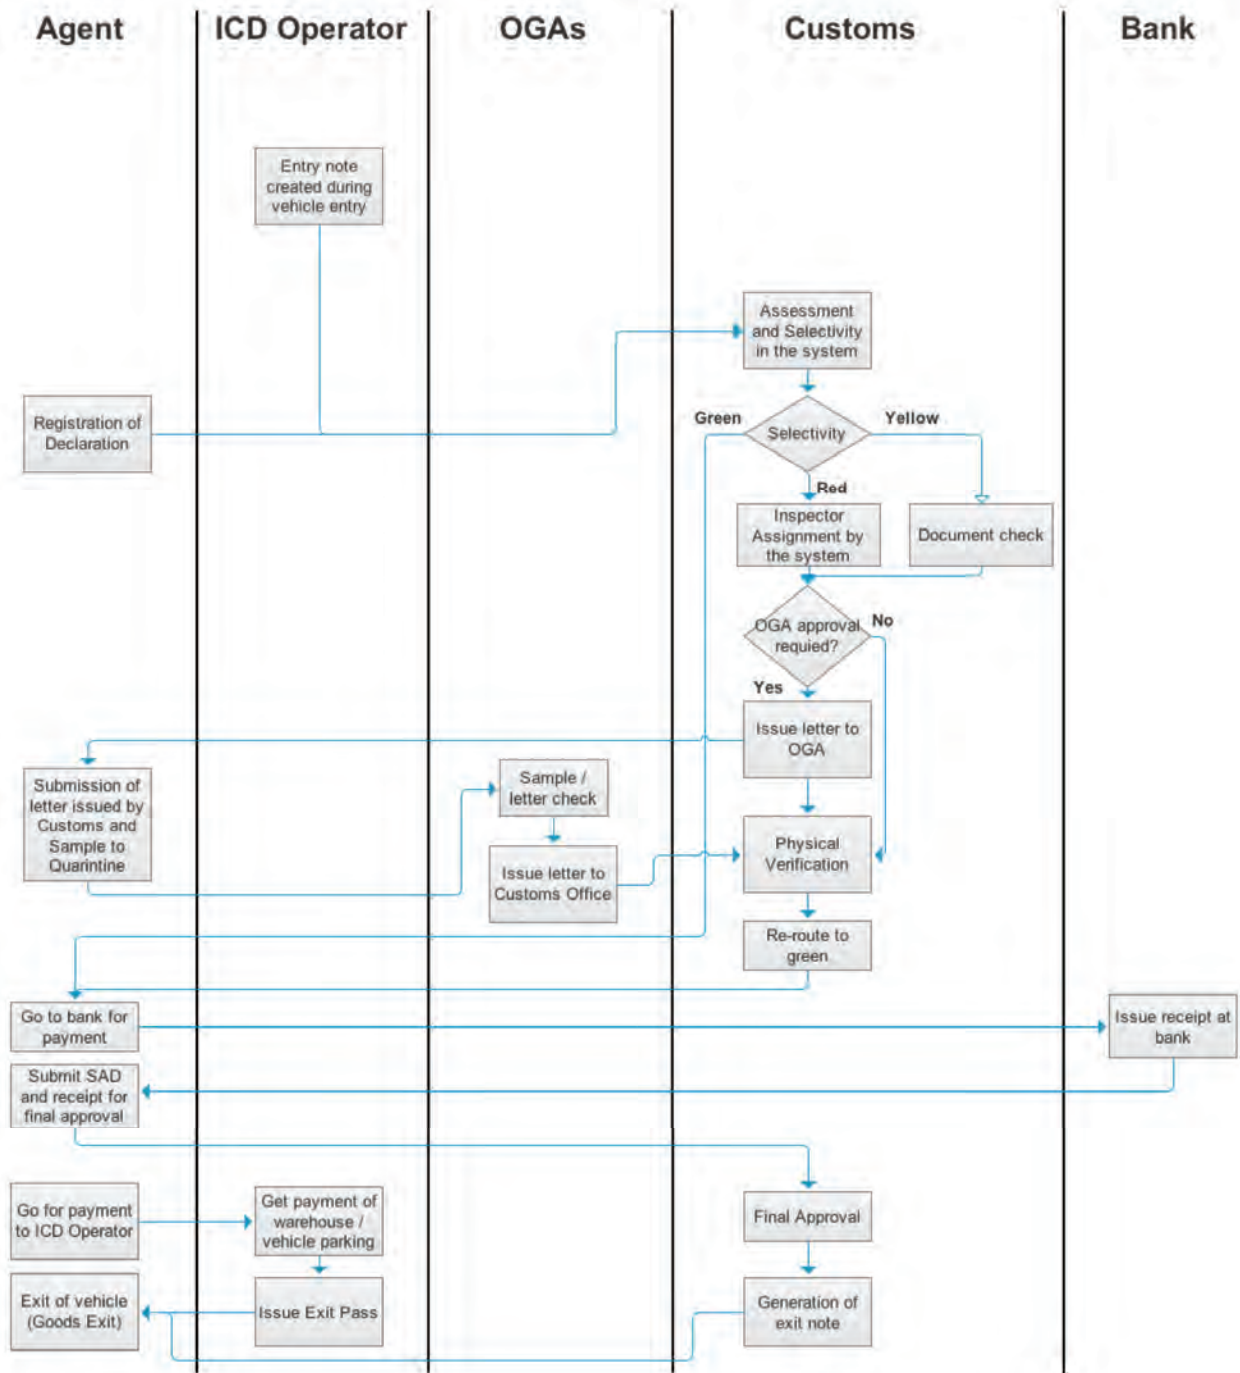 Agent
ICD Operator
OGAs
Customs
Bank
Entry note
created during
vehicle entry
Assessment
and Selectivity
in the system
Registration of
Declaration
Green
Selectivity
Yellow
Red
Inspector
Assignment by
the system
Document check
OGA approval
requied?
No
Yes
Issue letter to
OGA
Submission of
letter issued by
Customs and
Sample to
Quarintine
Sample /
letter check
Issue letter to
Customs Office
Physical
Verification
Re-route to
green
Go to bank for
payment
Issue receipt at
bank
Submit SAD
and receipt for
final approval
Go for payment
to ICD Operator
Get payment of
warehouse /
vehicle parking
Final Approval
Exit of vehicle
(Goods Exit)
Issue Exit Pass
Generation of
exit note